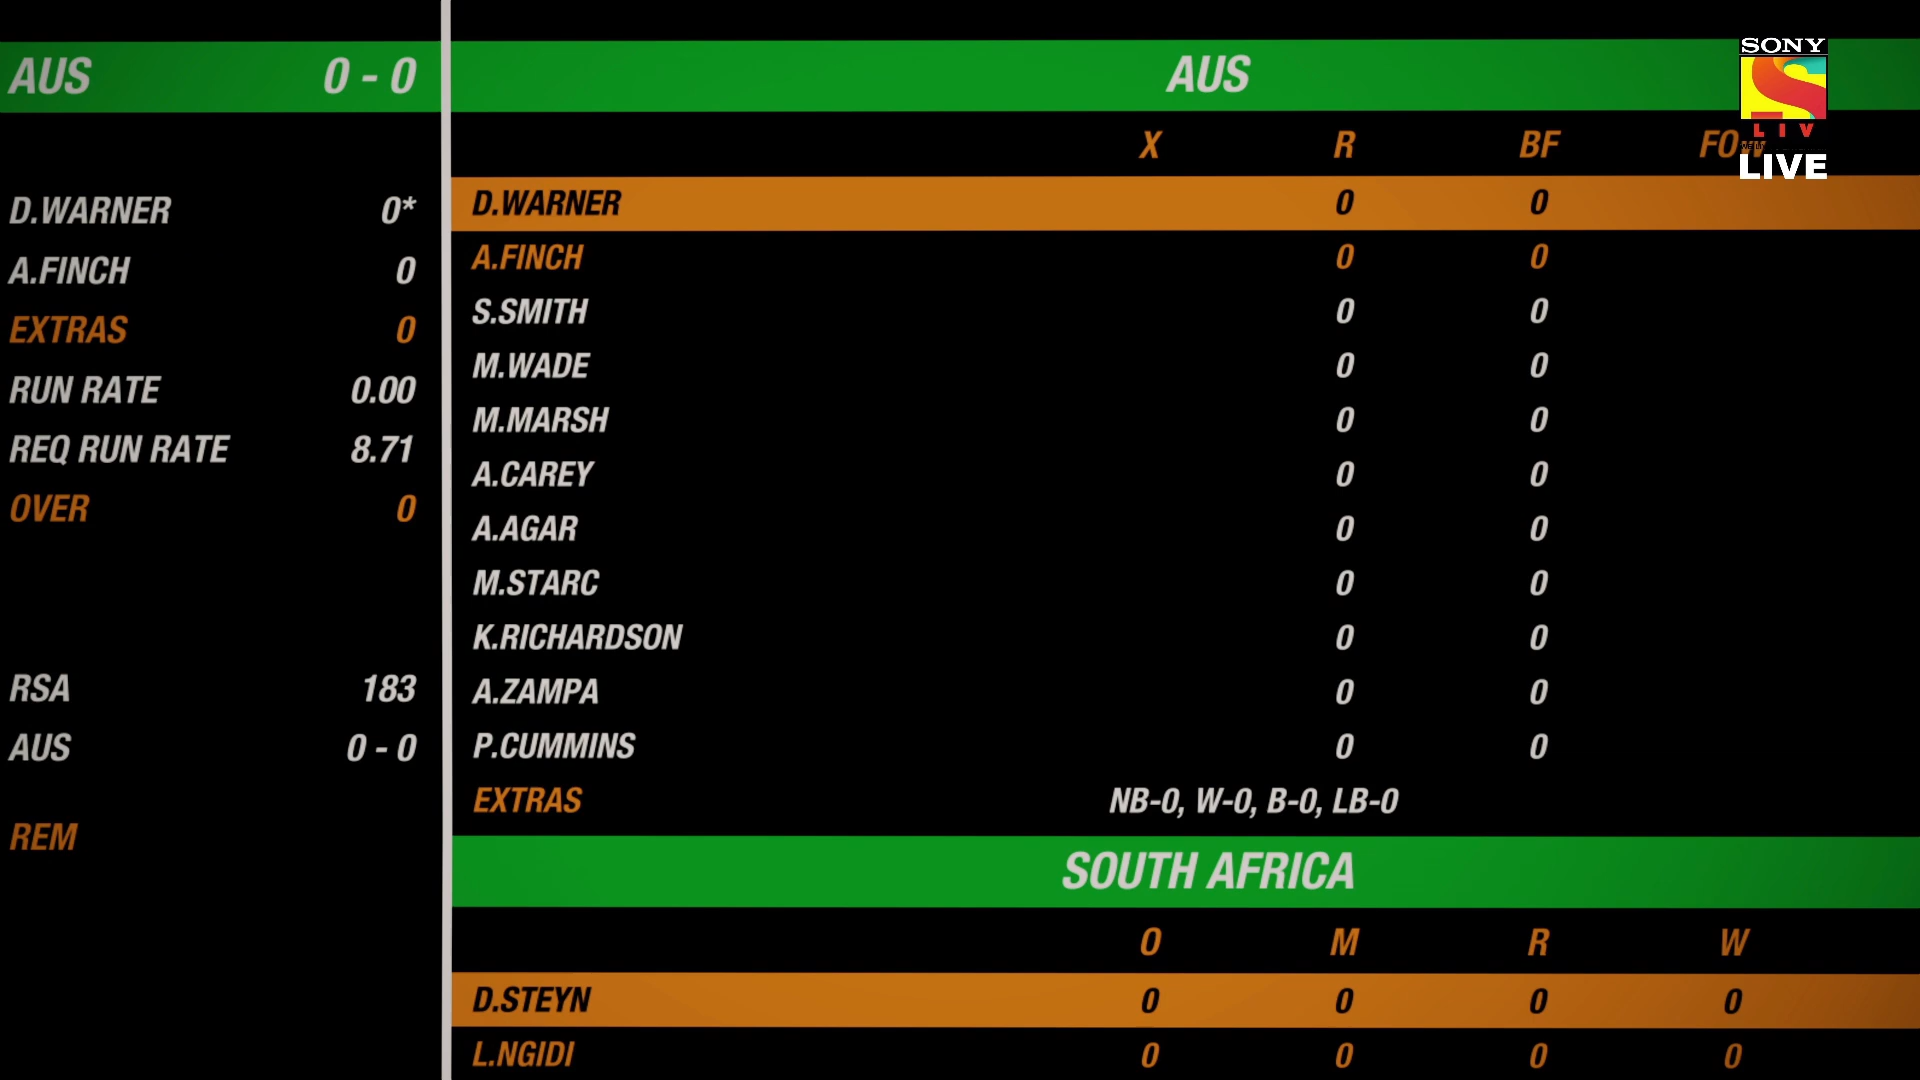 AUS 0 - 0
D.WARNER 0*
A.FINCH 0
EXTRAS 0
RUN RATE 0.00
REQ RUN RATE 8.71
OVER 0
RSA 183
AUS 0 - 0
REM
AUS
X R BF FOW
D.WARNER 0 0
A.FINCH 0 0
S.SMITH 0 0
M.WADE 0 0
M.MARSH 0 0
A.CAREY 0 0
A.AGAR 0 0
M.STARC 0 0
K.RICHARDSON 0 0
A.ZAMPA 0 0
P.CUMMINS 0 0
EXTRAS NB-0, W-0, B-0, LB-0
SOUTH AFRICA
O M R W
D.STEYN 0 0 0 0
L.NGIDI 0 0 0 0
SONY
LIV
LIVE